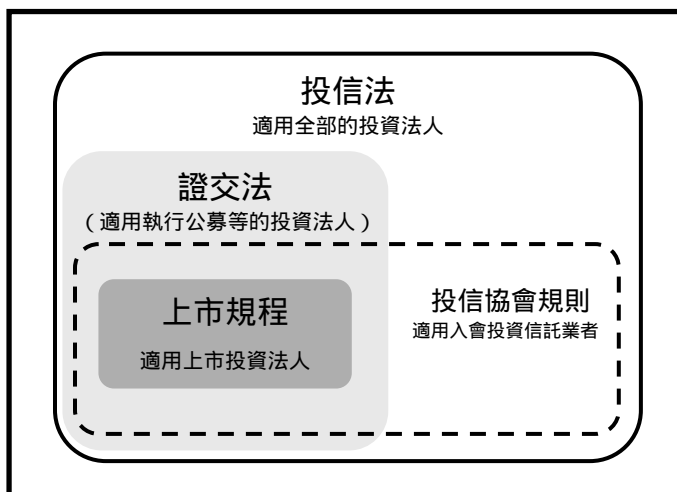 投信法
適用全部的投資法人
證交法
（適用執行公募等的投資法人）
上市規程
適用上市投資法人
投信協會規則
適用入會投資信託業者